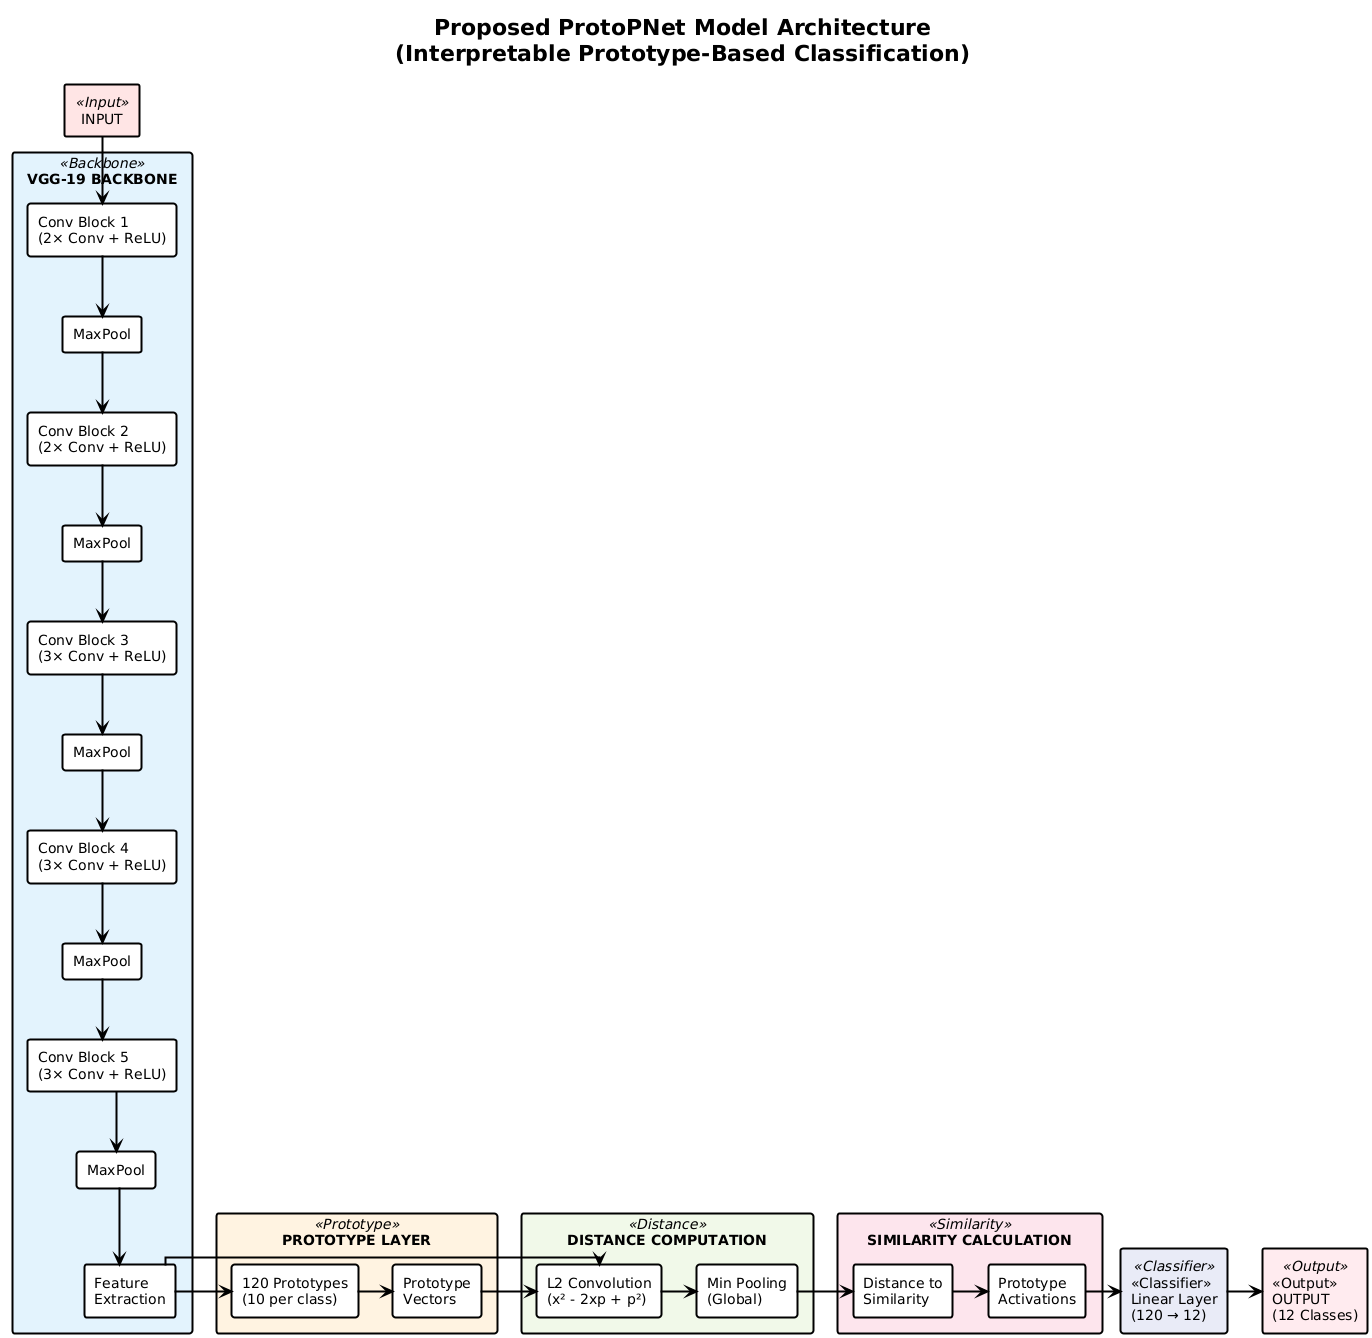 Proposed ProtoPNet Model Architecture
(Interpretable Prototype-Based Classification)
«Input»
INPUT
«Backbone»
VGG-19 BACKBONE
Conv Block 1
(2× Conv + ReLU)
MaxPool
Conv Block 2
(2× Conv + ReLU)
MaxPool
Conv Block 3
(3× Conv + ReLU)
MaxPool
Conv Block 4
(3× Conv + ReLU)
MaxPool
Conv Block 5
(3× Conv + ReLU)
MaxPool
Feature
Extraction
«Prototype»
PROTOTYPE LAYER
120 Prototypes
(10 per class)
Prototype
Vectors
«Distance»
DISTANCE COMPUTATION
L2 Convolution
(x² - 2xp + p²)
Min Pooling
(Global)
«Similarity»
SIMILARITY CALCULATION
Distance to
Similarity
Prototype
Activations
«Classifier»
«Classifier»
Linear Layer
(120 → 12)
«Output»
«Output»
OUTPUT
(12 Classes)